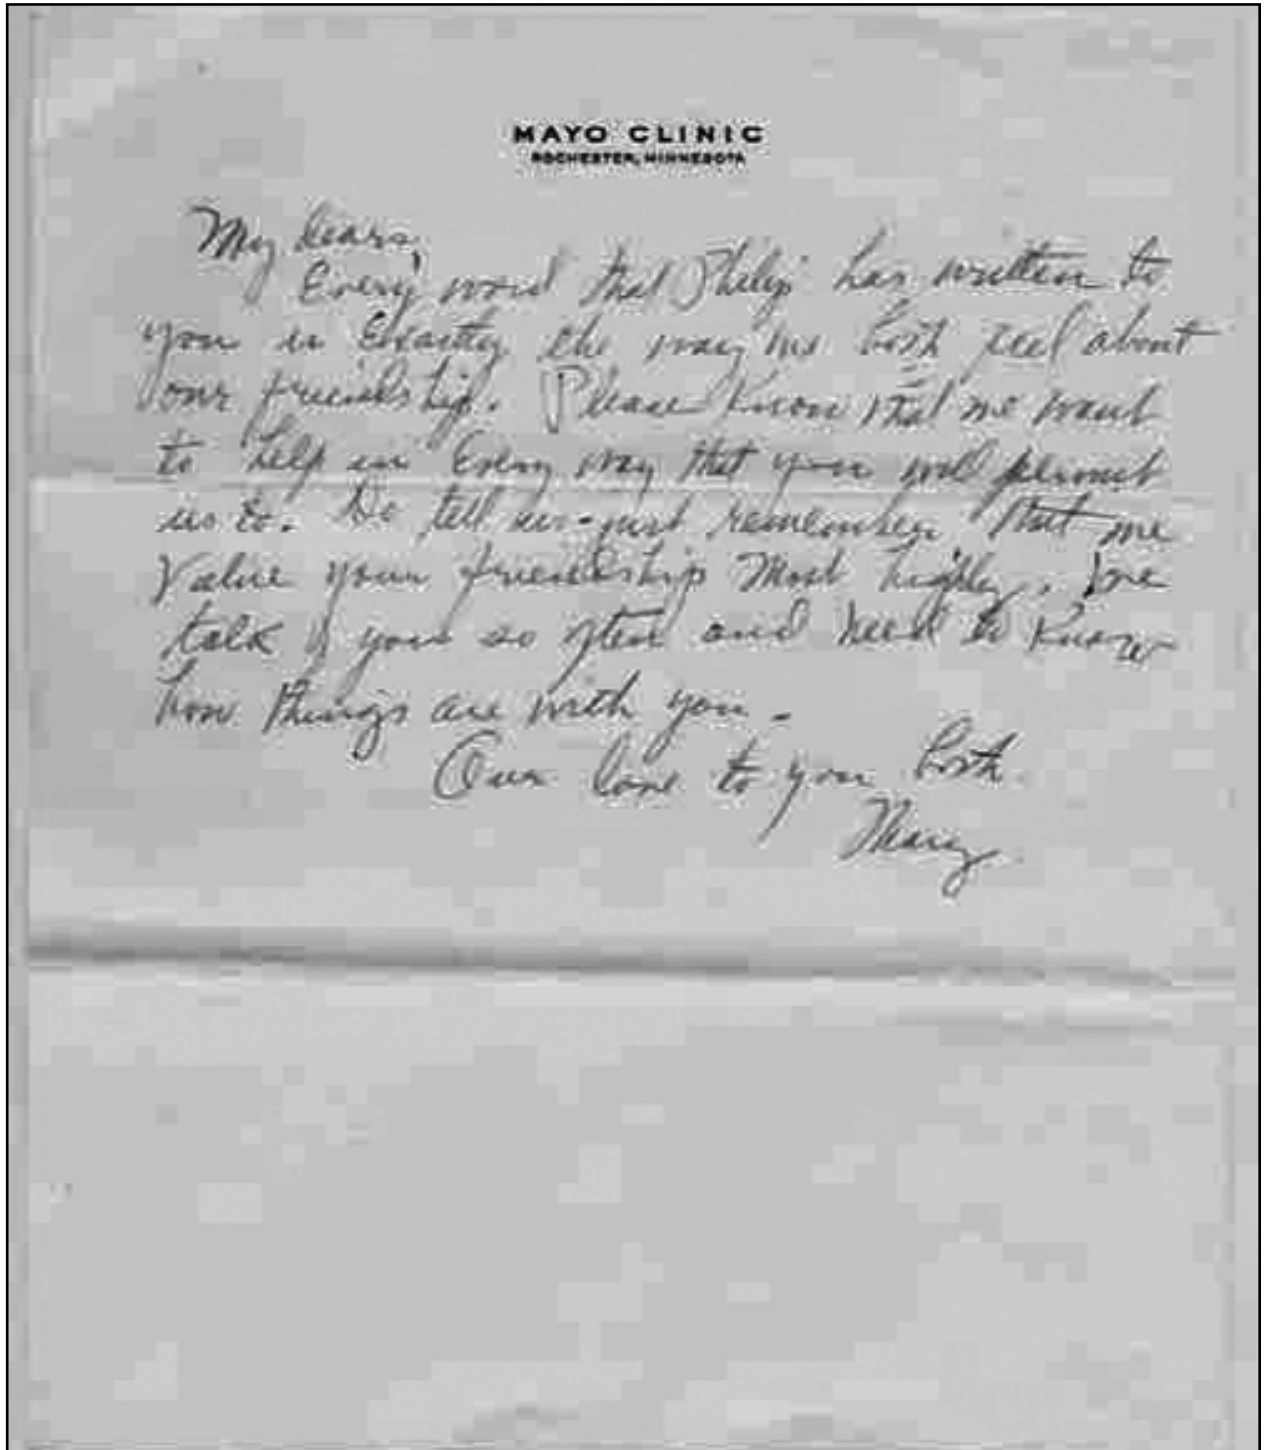 MAYO CLINIC
ROCHESTER, MINNESOTA
My dears,
Every word that Philip has written to
you is exactly the way we both feel about
our friendship. Please know that we want
to help in every way that you will permit
us to. Do tell us - just remember that we
value your friendship most highly. We
talk of you so often and need to know
how things are with you -
Our love to you both
Mary